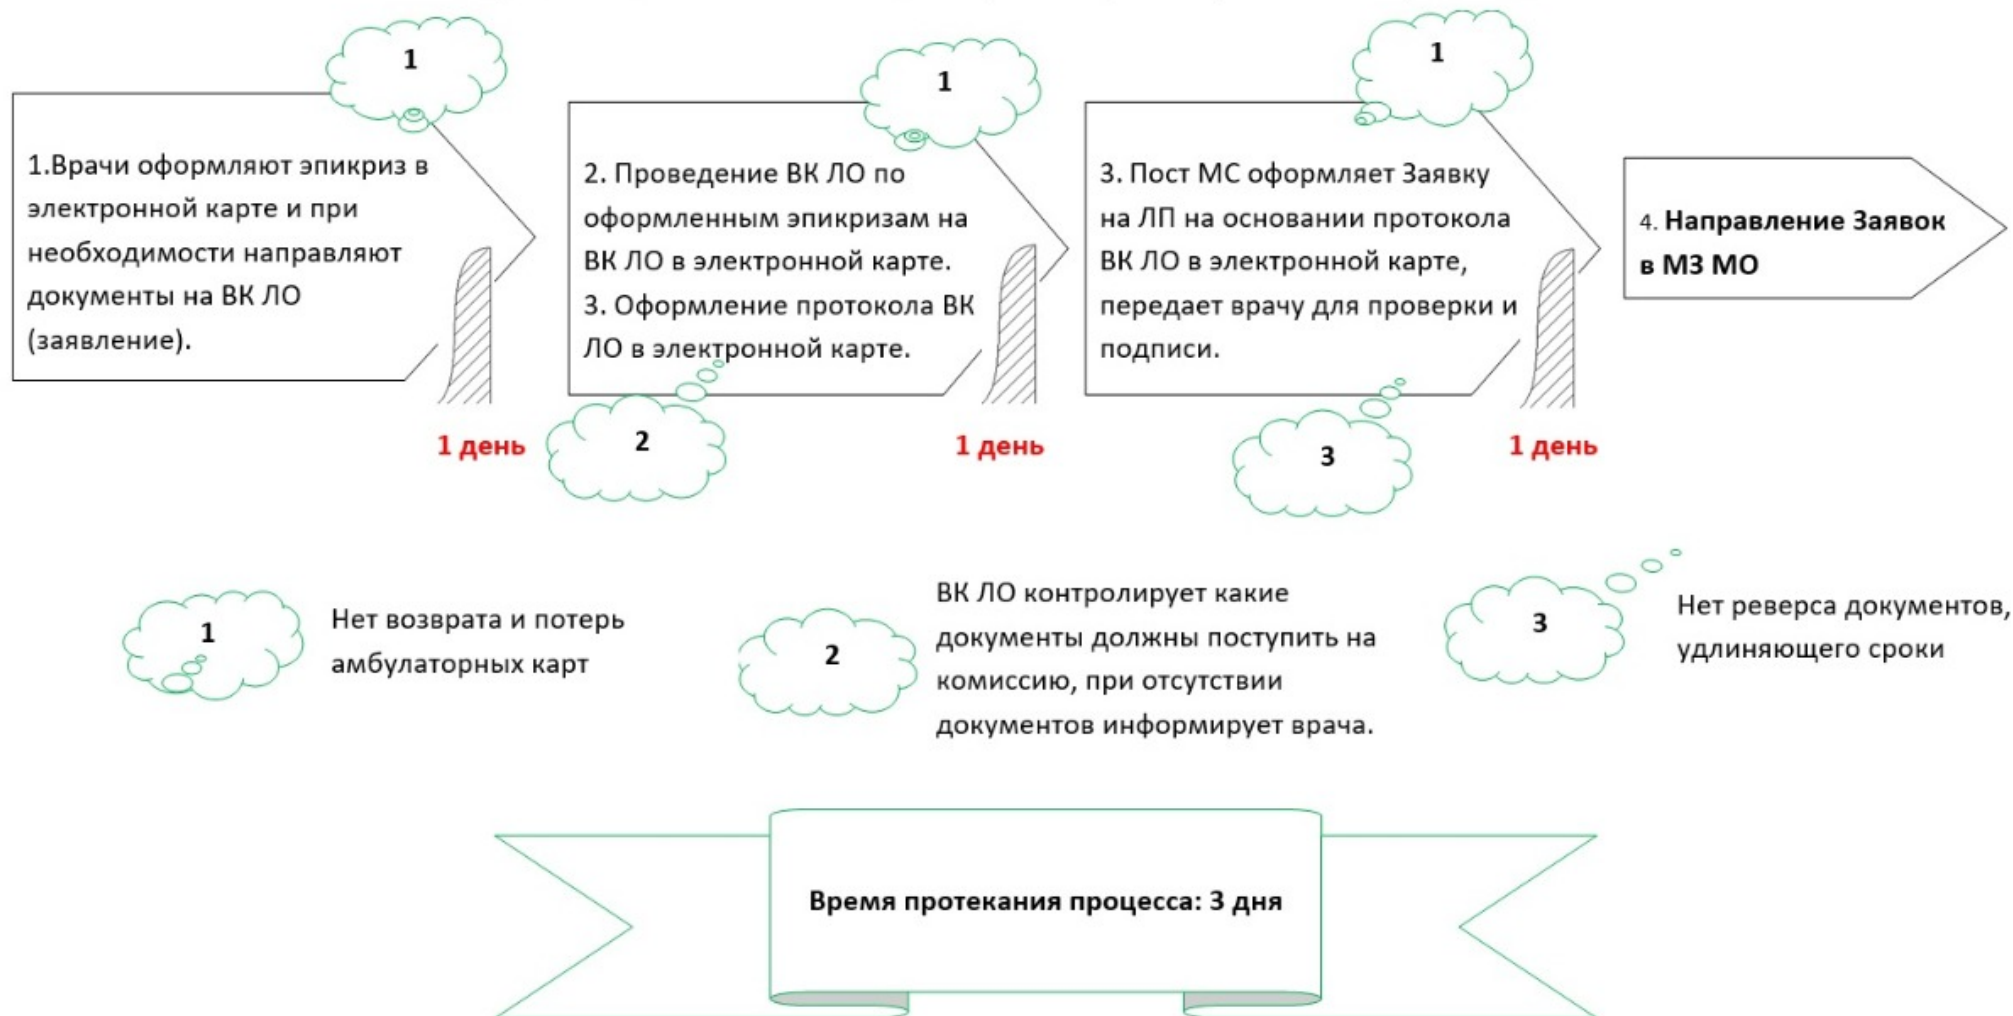 1
1
1
1.Врачи оформляют эпикриз в
электронной карте и при
необходимости направляют
документы на ВК ЛО
(заявление).
2. Проведение ВК ЛО по
оформленным эпикризам на
ВК ЛО в электронной карте.
3. Оформление протокола ВК
ЛО в электронной карте.
3. Пост МС оформляет Заявку
на ЛП на основании протокола
ВК ЛО в электронной карте,
передает врачу для проверки и
подписи.
4. Направление Заявок
в МЗ МО
1 день
2
1 день
3
1 день
1
Нет возврата и потерь
амбулаторных карт
2
ВК ЛО контролирует какие
документы должны поступить на
комиссию, при отсутствии
документов информирует врача.
3
Нет реверса документов,
удлиняющего сроки
Время протекания процесса: 3 дня